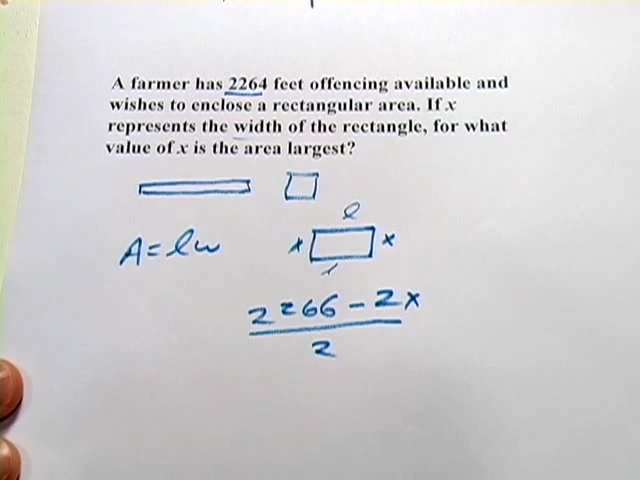 A farmer has 2264 feet offencing available and
wishes to enclose a rectangular area. If x
represents the width of the rectangle, for what
value of x is the area largest?
l
A = lw
x x
2266 - 2x
2